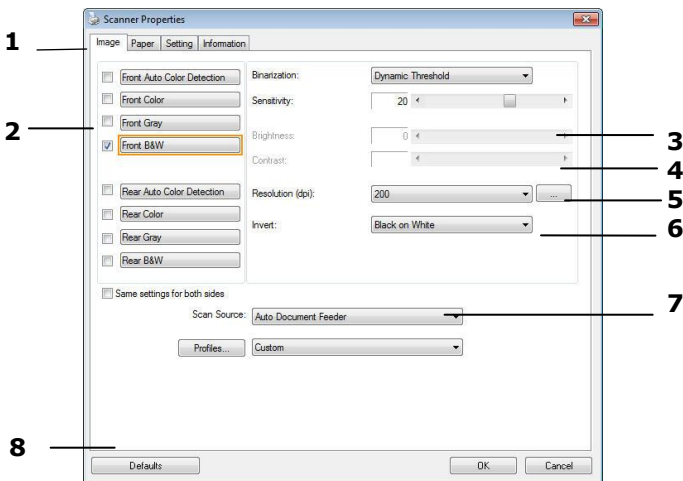 Scanner Properties
1
Image Paper Setting Information
Front Auto Color Detection Binarization: Dynamic Threshold
Front Color Sensitivity: 20
2 Front Gray
Brightness: 0 3
Front B&W
Contrast: 4
Rear Auto Color Detection Resolution (dpi): 200 ... 5
Rear Color
Invert: Black on White 6
Rear Gray
Rear B&W
Same settings for both sides
7
Scan Source: Auto Document Feeder
Profiles... Custom
8
Defaults OK Cancel